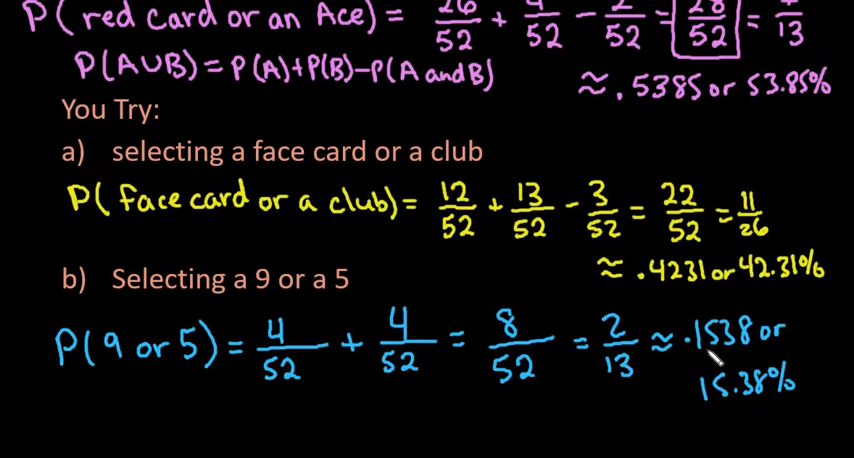 P(red card or an Ace) = 26/52 + 4/52 - 2/52 = 28/52 = /13
P(A∪B) = P(A)+P(B)-P(A and B) ≈ .5385 or 53.85%
You Try:
a) selecting a face card or a club
P(face card or a club) = 12/52 + 13/52 - 3/52 = 22/52 = 11/26
≈ .4231 or 42.31%
b) Selecting a 9 or a 5
P(9 or 5) = 4/52 + 4/52 = 8/52 = 2/13 ≈ .1538 or
15.38%